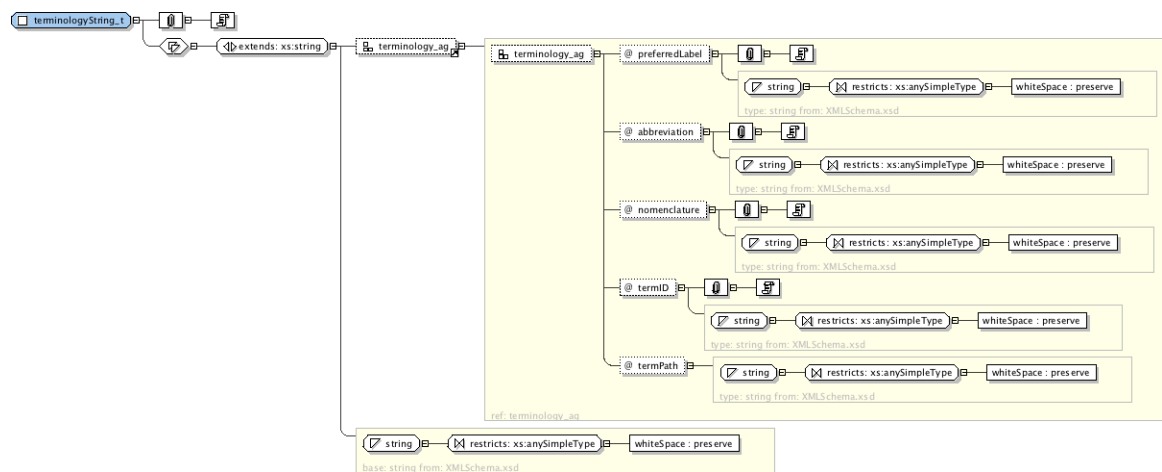 terminologyString_t
extends: xs:string
terminology_ag
terminology_ag
@ preferredLabel
string
restricts: xs:anySimpleType
whiteSpace : preserve
type: string from: XMLSchema.xsd
@ abbreviation
string
restricts: xs:anySimpleType
whiteSpace : preserve
type: string from: XMLSchema.xsd
@ nomenclature
string
restricts: xs:anySimpleType
whiteSpace : preserve
type: string from: XMLSchema.xsd
@ termID
string
restricts: xs:anySimpleType
whiteSpace : preserve
type: string from: XMLSchema.xsd
@ termPath
string
restricts: xs:anySimpleType
whiteSpace : preserve
type: string from: XMLSchema.xsd
ref: terminology_ag
string
restricts: xs:anySimpleType
whiteSpace : preserve
base: string from: XMLSchema.xsd